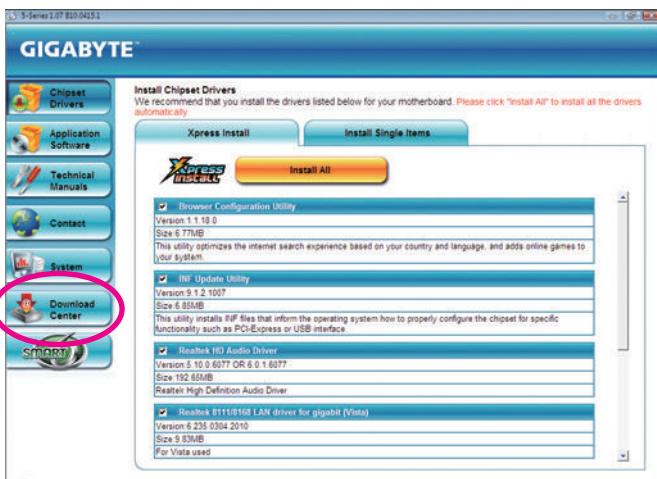 5-Series 1.07 B10.0415.1
GIGABYTE™
Chipset
Drivers
Application
Software
Technical
Manuals
Contact
System
Download
Center
SMART
Install Chipset Drivers
We recommend that you install the drivers listed below for your motherboard. Please click "Install All" to install all the drivers
automatically.
Xpress Install
Install Single Items
Xpress
INSTALL
Install All
Browser Configuration Utility
Version:1.1.18.0
Size:6.77MB
This utility optimizes the internet search experience based on your country and language, and adds online games to
your system.
INF Update Utility
Version:9.1.2.1007
Size:6.85MB
This utility installs INF files that inform the operating system how to properly configure the chipset for specific
functionality such as PCI-Express or USB interface.
Realtek HD Audio Driver
Version:5.10.0.6077 OR 6.0.1.6077
Size:192.65MB
Realtek High Definition Audio Driver
Realtek 8111/8168 LAN driver for gigabit (Vista)
Version:6.235.0304.2010
Size:9.83MB
For Vista used